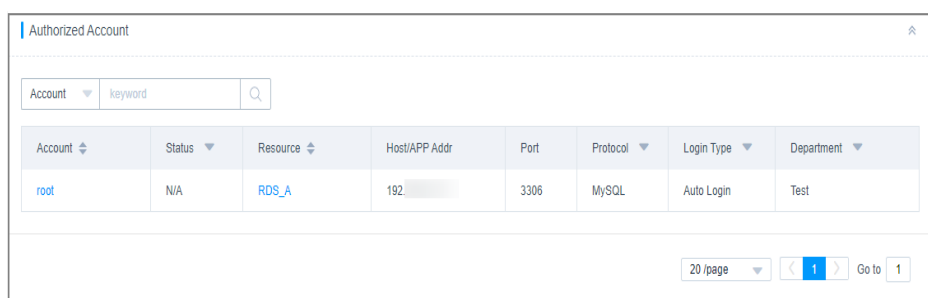 Authorized Account
Account keyword
Account Status Resource Host/APP Addr Port Protocol Login Type Department
root N/A RDS_A 192. 3306 MySQL Auto Login Test
20 /page 1 Go to 1